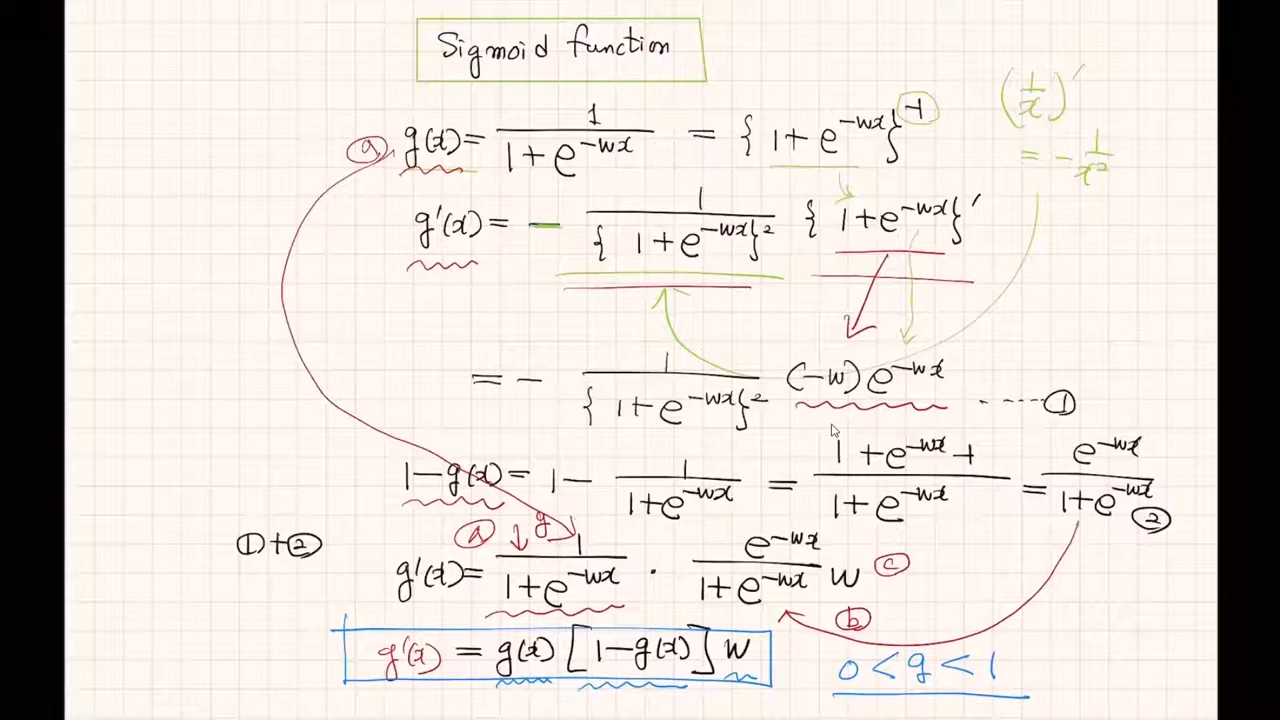 Sigmoid function
(1/x)′ = - 1/x²
ⓐ g(x) = 1/(1+e^(-wx)) = { 1+e^(-wx)}^(-1)
g′(x) = - 1/{ 1+e^(-wx)}² { 1+e^(-wx)}′
= - 1/{ 1+e^(-wx)}² (-w)e^(-wx) ·····①
1-g(x) = 1- 1/(1+e^(-wx)) = (1+e^(-wx)+)/(1+e^(-wx)) = e^(-wx)/(1+e^(-wx)) ②
ⓐ ↓ g
①+② g′(x) = 1/(1+e^(-wx)) · e^(-wx)/(1+e^(-wx)) w ⓒ
ⓑ
g′(x) = g(x) [1-g(x)] w
0 < g < 1